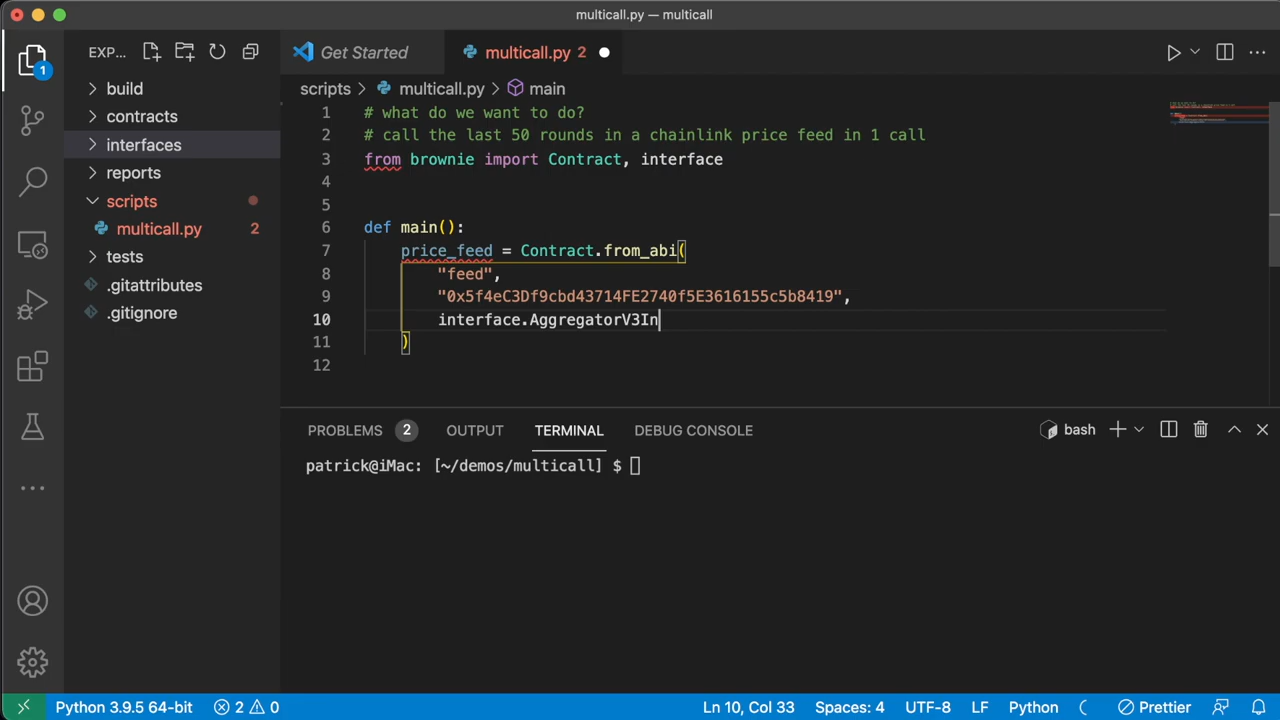 multicall.py — multicall
EXP...
Get Started
multicall.py 2
scripts > multicall.py > main
1
build
contracts
interfaces
reports
scripts
multicall.py 2
tests
.gitattributes
.gitignore
1 # what do we want to do?
2 # call the last 50 rounds in a chainlink price feed in 1 call
3 from brownie import Contract, interface
4
5
6 def main():
7 price_feed = Contract.from_abi(
8 "feed",
9 "0x5f4eC3Df9cbd43714FE2740f5E3616155c5b8419",
10 interface.AggregatorV3In
11 )
12
PROBLEMS 2 OUTPUT TERMINAL DEBUG CONSOLE
bash
patrick@iMac: [~/demos/multicall] $
Python 3.9.5 64-bit 2 0 Ln 10, Col 33 Spaces: 4 UTF-8 LF Python Prettier